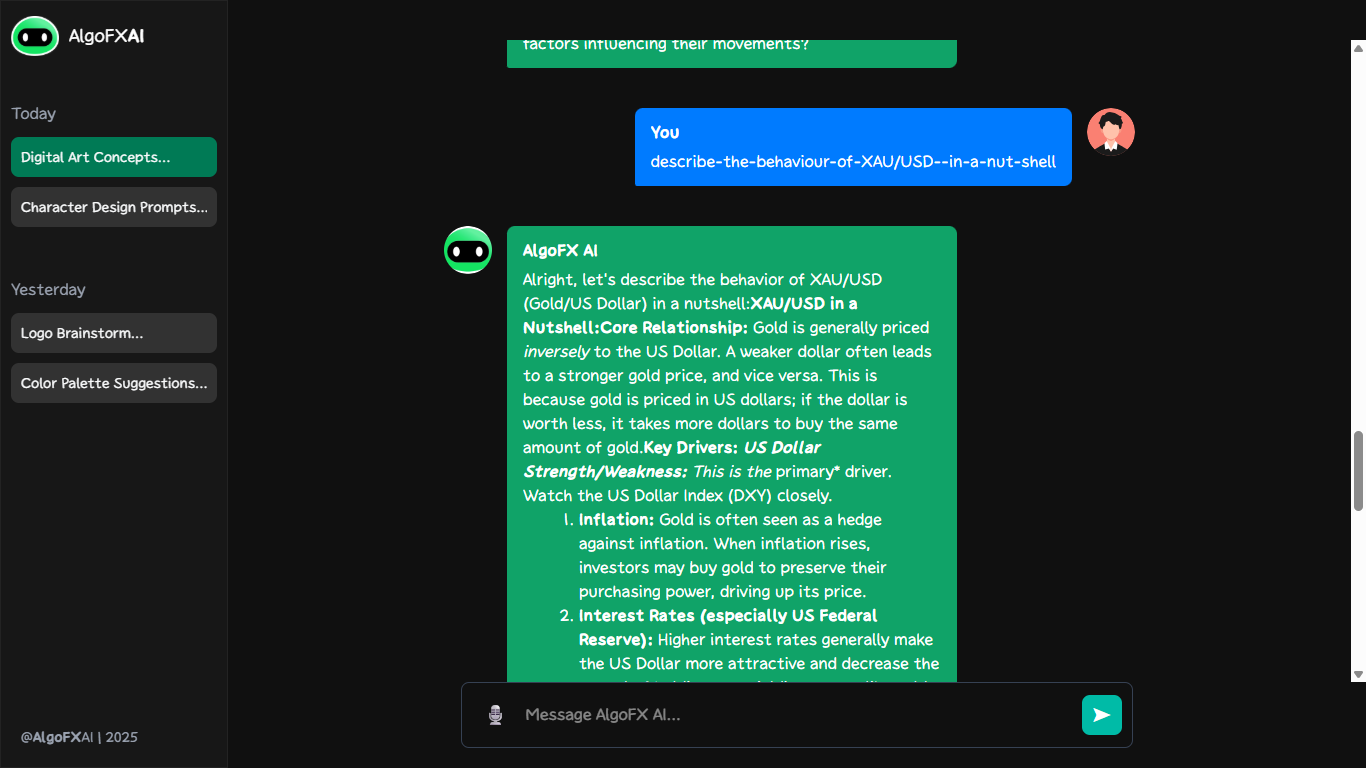 AlgoFXAI
Today
Digital Art Concepts...
Character Design Prompts...
Yesterday
Logo Brainstorm...
Color Palette Suggestions...
@AlgoFXAI | 2025
factors influencing their movements?
You
describe-the-behaviour-of-XAU/USD--in-a-nut-shell
AlgoFX AI
Alright, let's describe the behavior of XAU/USD
(Gold/US Dollar) in a nutshell:XAU/USD in a
Nutshell:Core Relationship: Gold is generally priced
inversely to the US Dollar. A weaker dollar often leads
to a stronger gold price, and vice versa. This is
because gold is priced in US dollars; if the dollar is
worth less, it takes more dollars to buy the same
amount of gold.Key Drivers: US Dollar
Strength/Weakness: This is the primary* driver.
Watch the US Dollar Index (DXY) closely.
1. Inflation: Gold is often seen as a hedge
against inflation. When inflation rises,
investors may buy gold to preserve their
purchasing power, driving up its price.
2. Interest Rates (especially US Federal
Reserve): Higher interest rates generally make
the US Dollar more attractive and decrease the
Message AlgoFX AI...